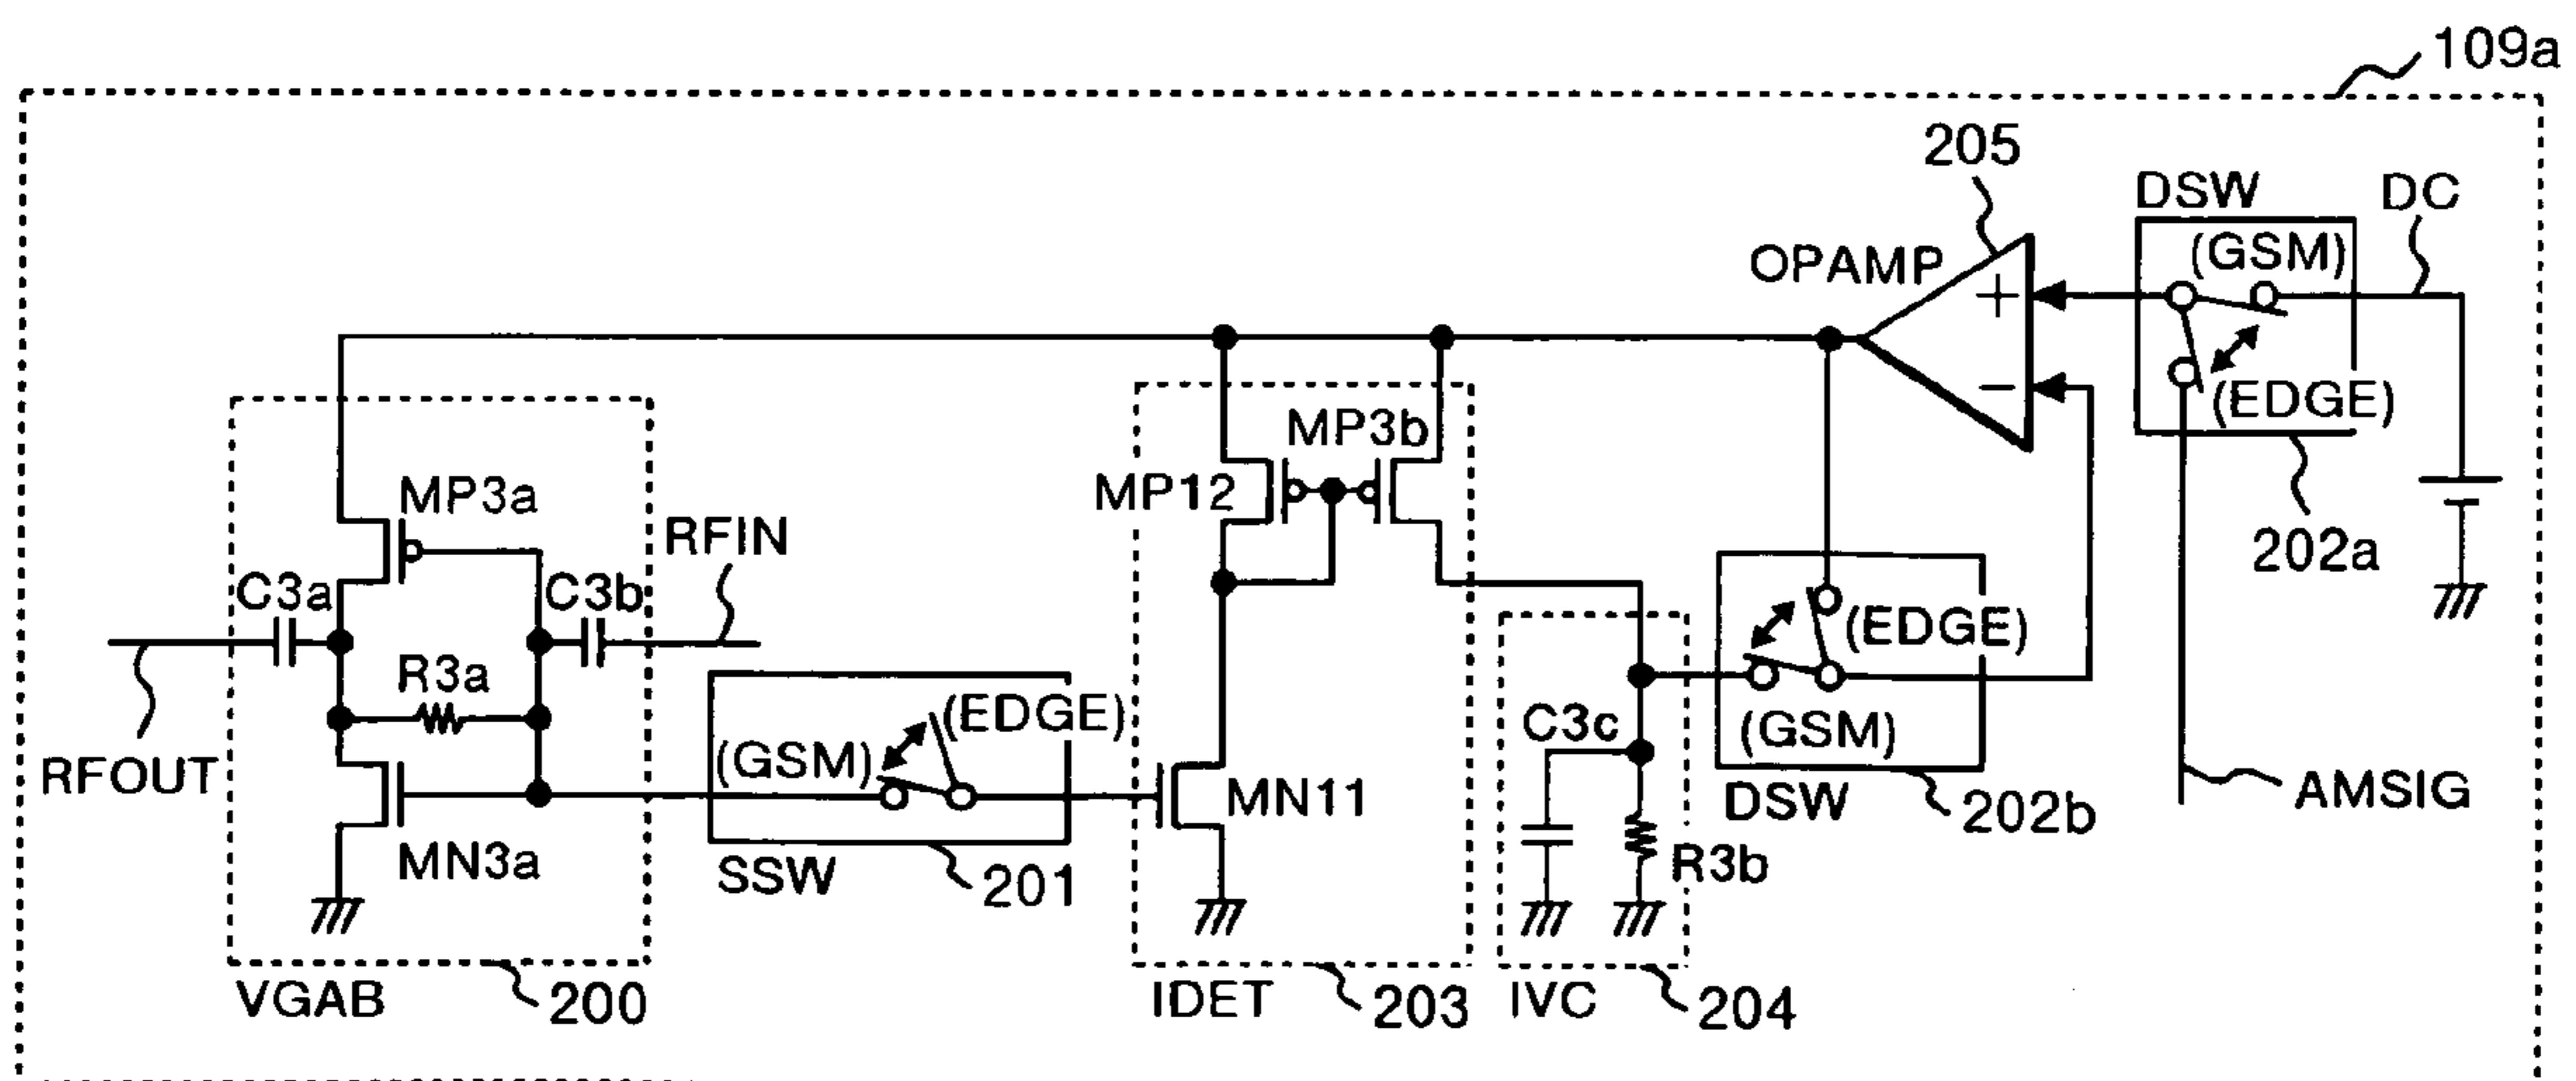 109a
205
DSW
DC
(GSM)
OPAMP
+
−
(EDGE)
MP3b
MP12
MP3a
RFIN
202a
C3a
C3b
(EDGE)
R3a
(EDGE)
C3c
(GSM)
(GSM)
RFOUT
MN11
DSW
202b
AMSIG
MN3a
SSW
201
R3b
VGAB
200
IDET
203
IVC
204